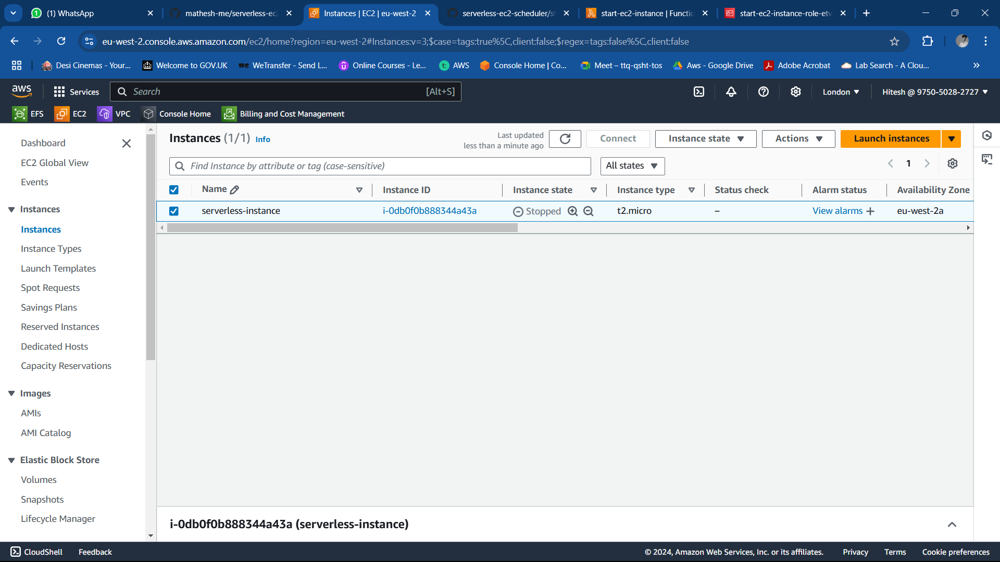 (1) WhatsApp
mathesh-me/serverless-ec
Instances | EC2 | eu-west-2
serverless-ec2-scheduler/s
start-ec2-instance | Functio
start-ec2-instance-role-etv
eu-west-2.console.aws.amazon.com/ec2/home?region=eu-west-2#Instances:v=3;$case=tags:true%5C,client:false;$regex=tags:false%5C,client:false
Desi Cinemas - Your...
Welcome to GOV.UK
we WeTransfer - Send L...
Online Courses - Le...
t: AWS
Console Home | Co...
Meet – ttq-qsht-tos
Aws - Google Drive
Adobe Acrobat
Lab Search - A Clou...
aws
Services
Search [Alt+S]
London
Hitesh @ 9750-5028-2727
EFS
EC2
VPC
Console Home
Billing and Cost Management
Dashboard
EC2 Global View
Events
Instances
Instances
Instance Types
Launch Templates
Spot Requests
Savings Plans
Reserved Instances
Dedicated Hosts
Capacity Reservations
Images
AMIs
AMI Catalog
Elastic Block Store
Volumes
Snapshots
Lifecycle Manager
Instances (1/1) Info
Last updated
less than a minute ago
Connect
Instance state
Actions
Launch instances
Find Instance by attribute or tag (case-sensitive)
All states
1
Name Instance ID Instance state Instance type Status check Alarm status Availability Zone
serverless-instance i-0db0f0b888344a43a Stopped t2.micro – View alarms + eu-west-2a
i-0db0f0b888344a43a (serverless-instance)
CloudShell
Feedback
© 2024, Amazon Web Services, Inc. or its affiliates.
Privacy
Terms
Cookie preferences